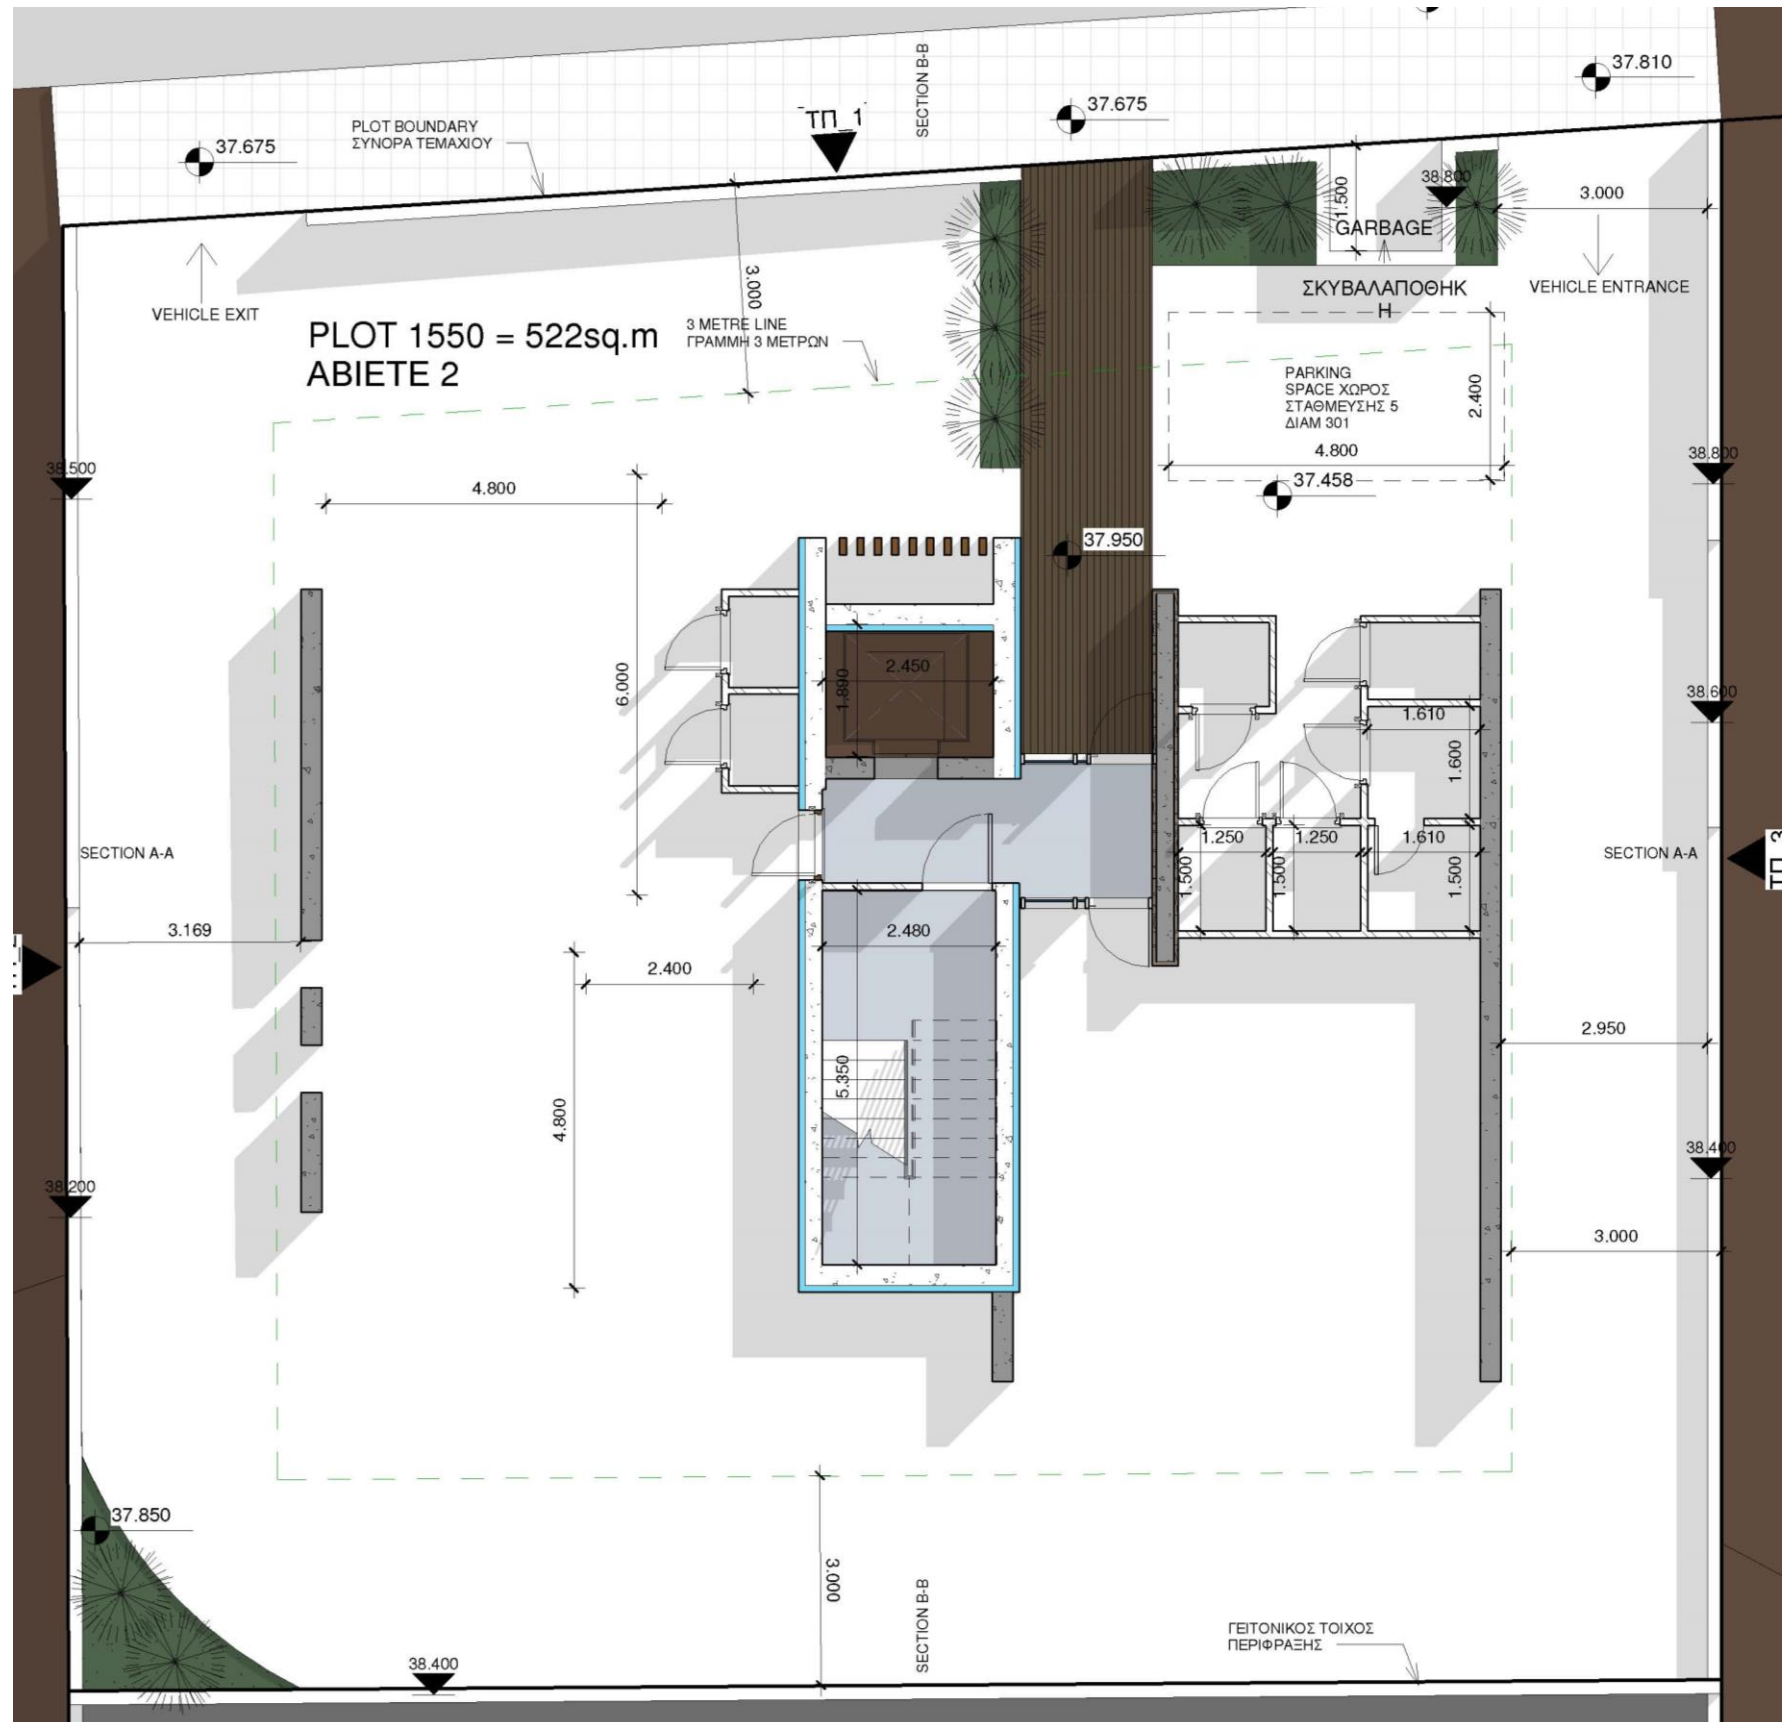 SECTION B-B
37.810
37.675
ΤΠ_1
PLOT BOUNDARY
ΣΥΝΟΡΑ ΤΕΜΑΧΙΟΥ
37.675
38.800
3.000
1.500
GARBAGE
VEHICLE EXIT
3.000
ΣΚΥΒΑΛΑΠΟΘΗΚ
Η
VEHICLE ENTRANCE
PLOT 1550 = 522sq.m
ABIETE 2
3 METRE LINE
ΓΡΑΜΜΗ 3 ΜΕΤΡΩΝ
PARKING
SPACE ΧΩΡΟΣ
ΣΤΑΘΜΕΥΣΗΣ 5
ΔΙΑΜ 301
2.400
4.800
38.500
4.800
37.458
38.800
37.950
6.000
2.450
1.890
38.600
1.610
1.600
1.250
1.250
1.610
1.500
1.500
1.500
SECTION A-A
SECTION A-A
ΤΠ_3
3.169
2.400
2.480
2.950
5.350
4.800
38.200
38.400
3.000
37.850
3.000
SECTION B-B
ΓΕΙΤΟΝΙΚΟΣ ΤΟΙΧΟΣ
ΠΕΡΙΦΡΑΞΗΣ
38.400